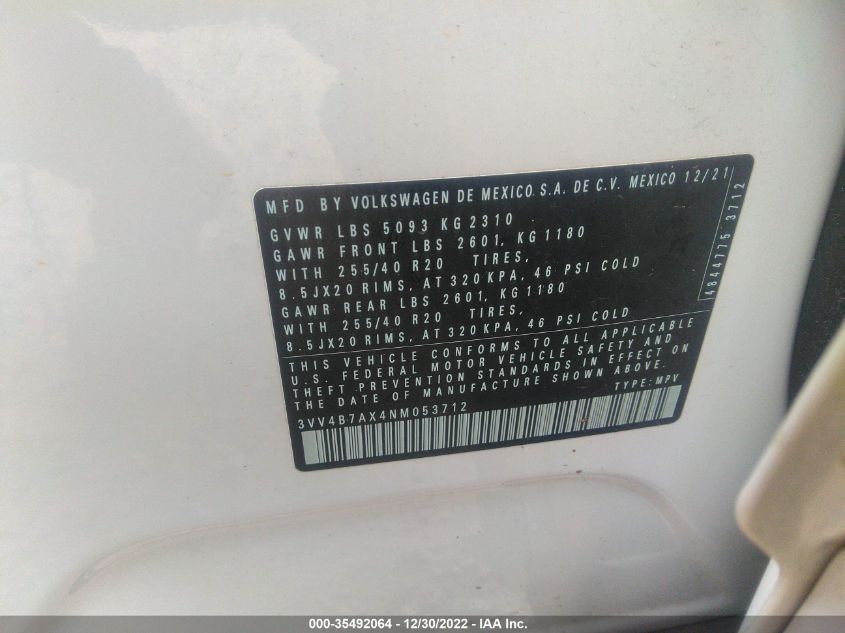 MFD BY VOLKSWAGEN DE MEXICO S.A. DE C.V. MEXICO 12/21
GVWR LBS 5093 KG 2310
GAWR FRONT LBS 2601, KG 1180
WITH 255/40 R20 TIRES,
8.5JX20 RIMS, AT 320 KPA, 46 PSI COLD
GAWR REAR LBS 2601, KG 1180
WITH 255/40 R20 TIRES,
8.5JX20 RIMS, AT 320 KPA, 46 PSI COLD
4844775 3712
THIS VEHICLE CONFORMS TO ALL APPLICABLE
U.S. FEDERAL MOTOR VEHICLE SAFETY AND
THEFT PREVENTION STANDARDS IN EFFECT ON
THE DATE OF MANUFACTURE SHOWN ABOVE.
TYPE: MPV
3VV4B7AX4NM053712
000-35492064 - 12/30/2022 - IAA Inc.